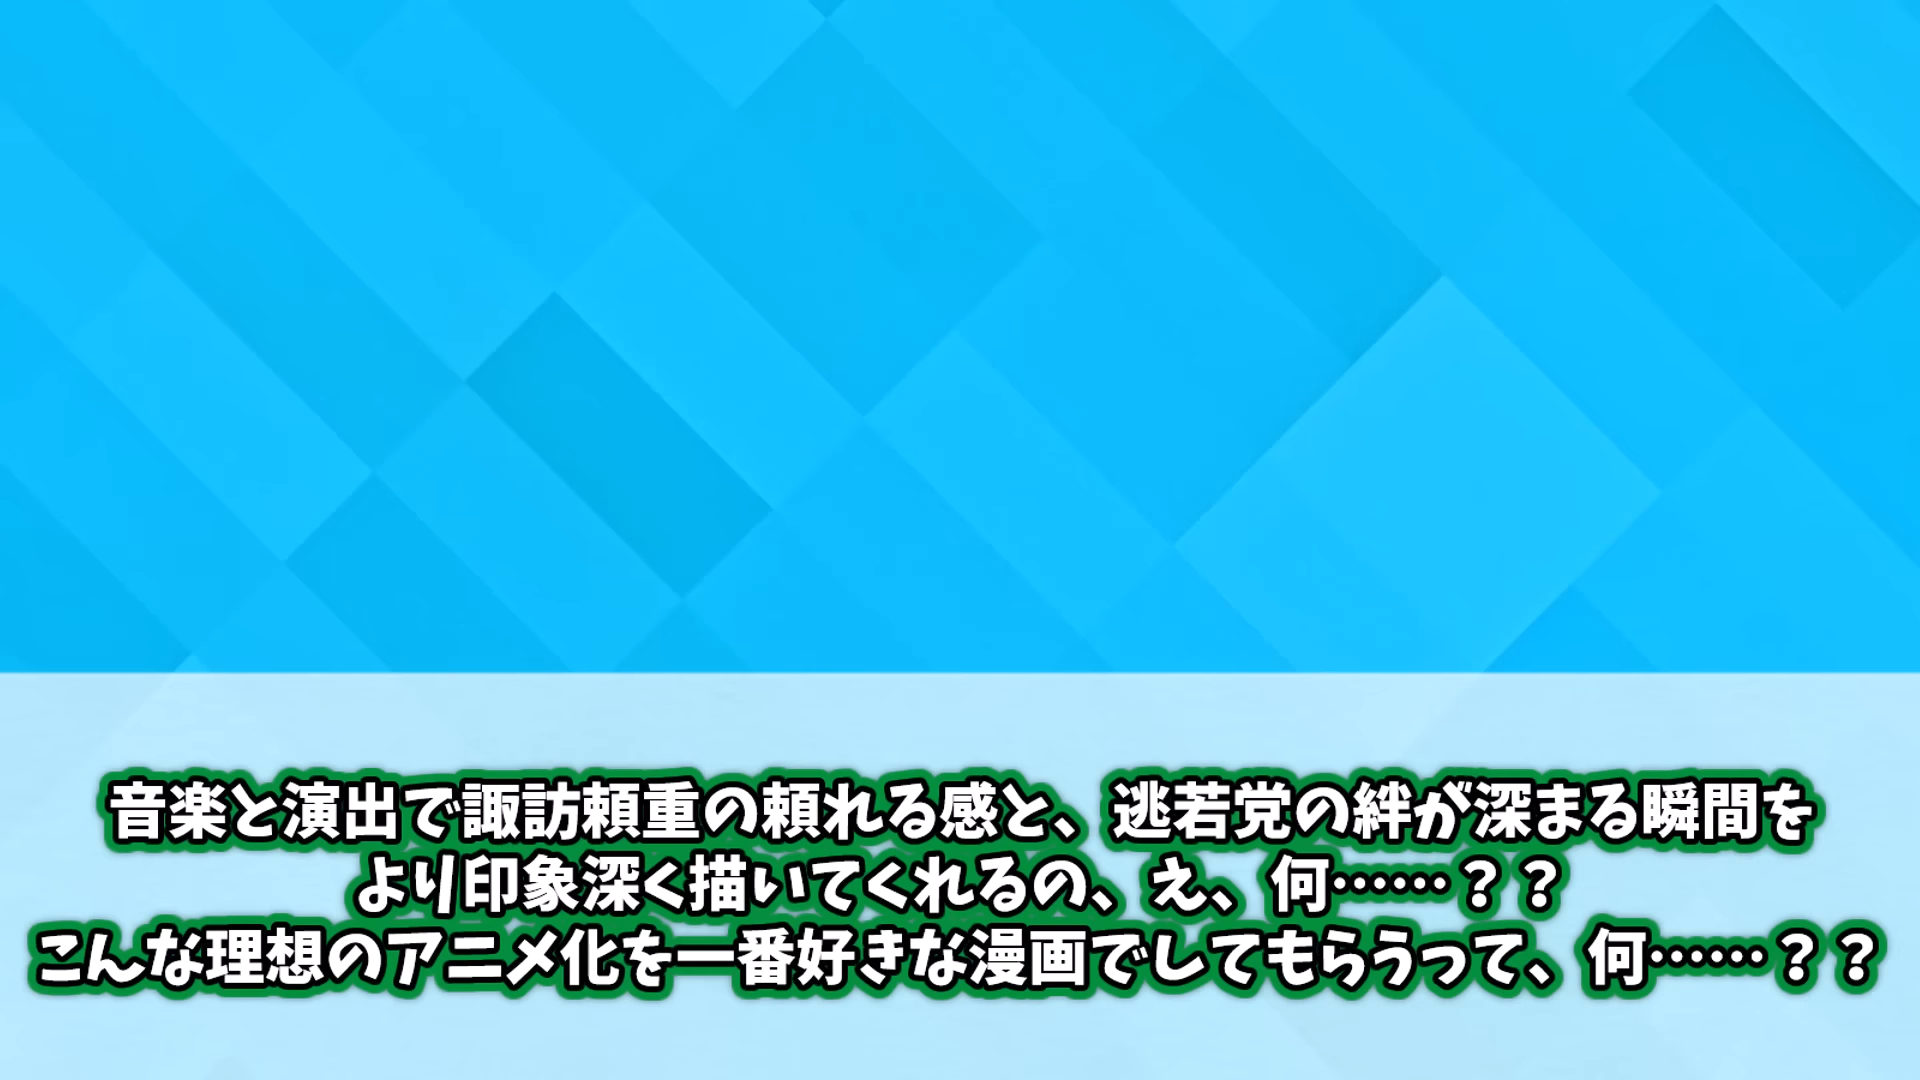 音楽と演出で諏訪頼重の頼れる感と、逃若党の絆が深まる瞬間を
より印象深く描いてくれるの、え、何……？？
こんな理想のアニメ化を一番好きな漫画でしてもらうって、何……？？